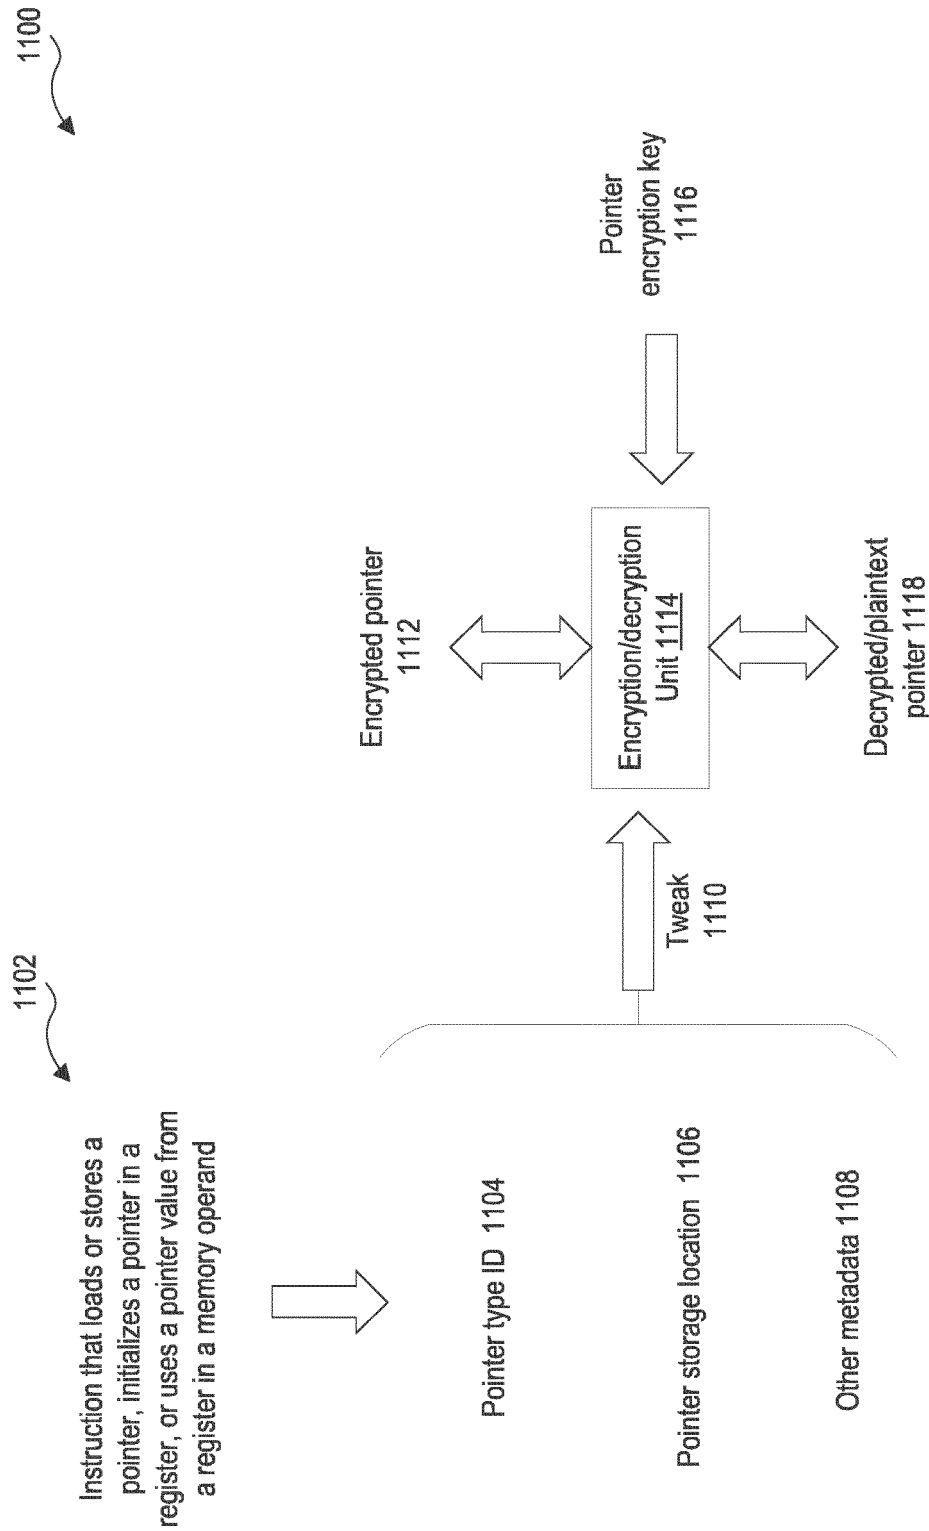 1100
1102
Instruction that loads or stores a
pointer, initializes a pointer in a
register, or uses a pointer value from
a register in a memory operand
Pointer type ID 1104
Pointer storage location 1106
Other metadata 1108
Tweak
1110
Encrypted pointer
1112
Encryption/decryption
Unit 1114
Pointer
encryption key
1116
Decrypted/plaintext
pointer 1118